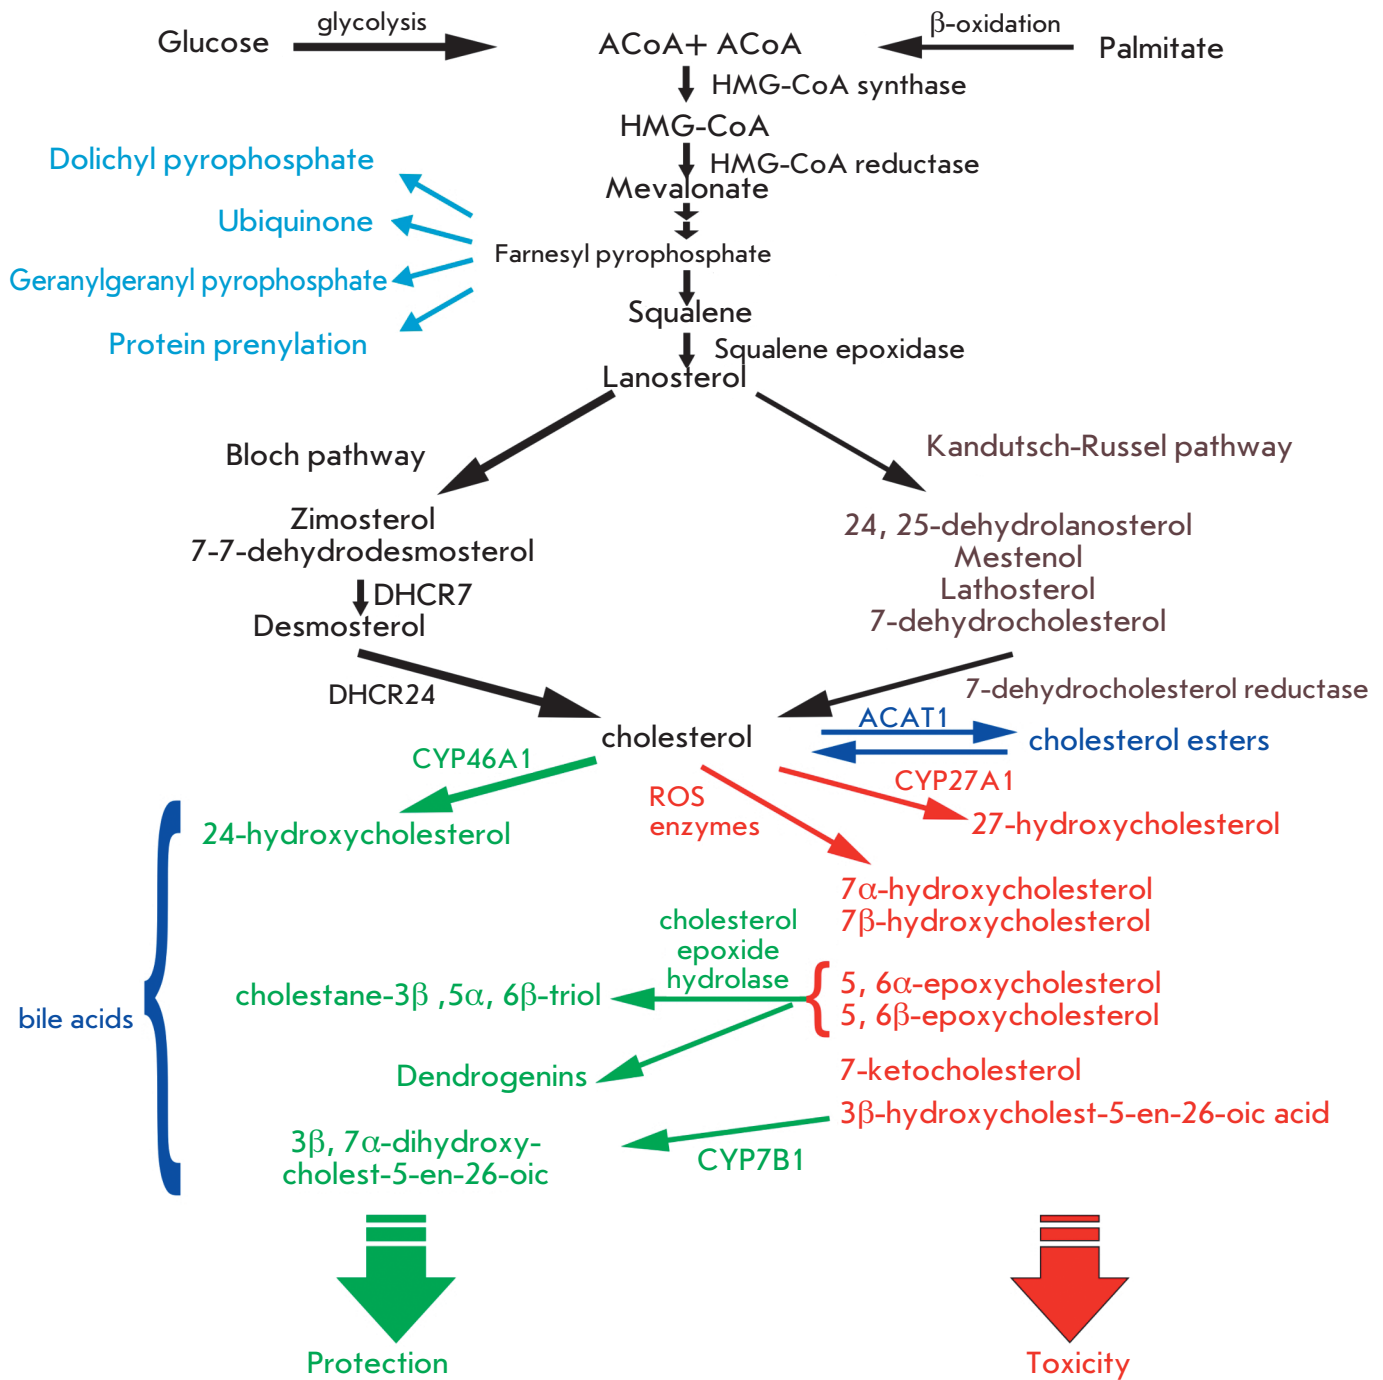 glycolysis
Glucose
ACoA+ ACoA
β-oxidation
Palmitate
HMG-CoA synthase
HMG-CoA
HMG-CoA reductase
Mevalonate
Dolichyl pyrophosphate
Ubiquinone
Farnesyl pyrophosphate
Geranylgeranyl pyrophosphate
Squalene
Protein prenylation
Squalene epoxidase
Lanosterol
Bloch pathway
Kandutsch-Russel pathway
Zimosterol
7-7-dehydrodesmosterol
DHCR7
Desmosterol
24, 25-dehydrolanosterol
Mestenol
Lathosterol
7-dehydrocholesterol
DHCR24
7-dehydrocholesterol reductase
cholesterol
ACAT1
cholesterol esters
CYP46A1
CYP27A1
ROS
enzymes
24-hydroxycholesterol
27-hydroxycholesterol
7α-hydroxycholesterol
7β-hydroxycholesterol
cholesterol
epoxide
hydrolase
5, 6α-epoxycholesterol
5, 6β-epoxycholesterol
cholestane-3β ,5α, 6β-triol
bile acids
Dendrogenins
7-ketocholesterol
3β-hydroxycholest-5-en-26-oic acid
3β, 7α-dihydroxy-
cholest-5-en-26-oic
CYP7B1
Protection
Toxicity